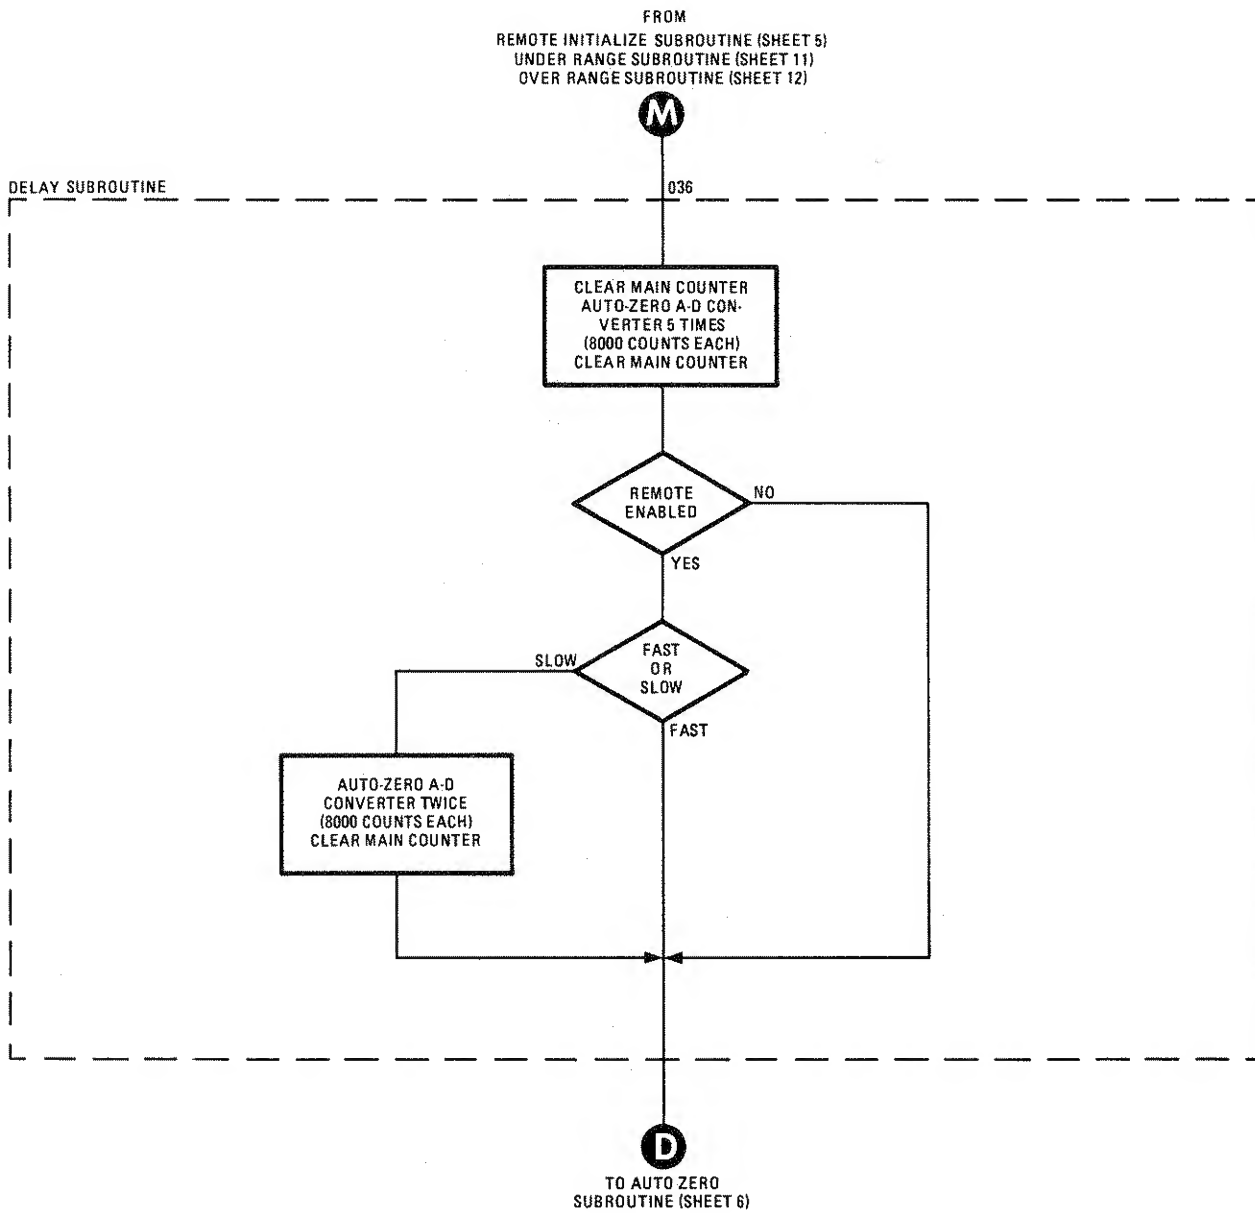 FROM
REMOTE INITIALIZE SUBROUTINE (SHEET 5)
UNDER RANGE SUBROUTINE (SHEET 11)
OVER RANGE SUBROUTINE (SHEET 12)
M
DELAY SUBROUTINE
036
CLEAR MAIN COUNTER
AUTO-ZERO A-D CON-
VERTER 5 TIMES
(8000 COUNTS EACH)
CLEAR MAIN COUNTER
REMOTE
ENABLED
NO
YES
FAST
OR
SLOW
SLOW
FAST
AUTO-ZERO A-D
CONVERTER TWICE
(8000 COUNTS EACH)
CLEAR MAIN COUNTER
D
TO AUTO ZERO
SUBROUTINE (SHEET 6)